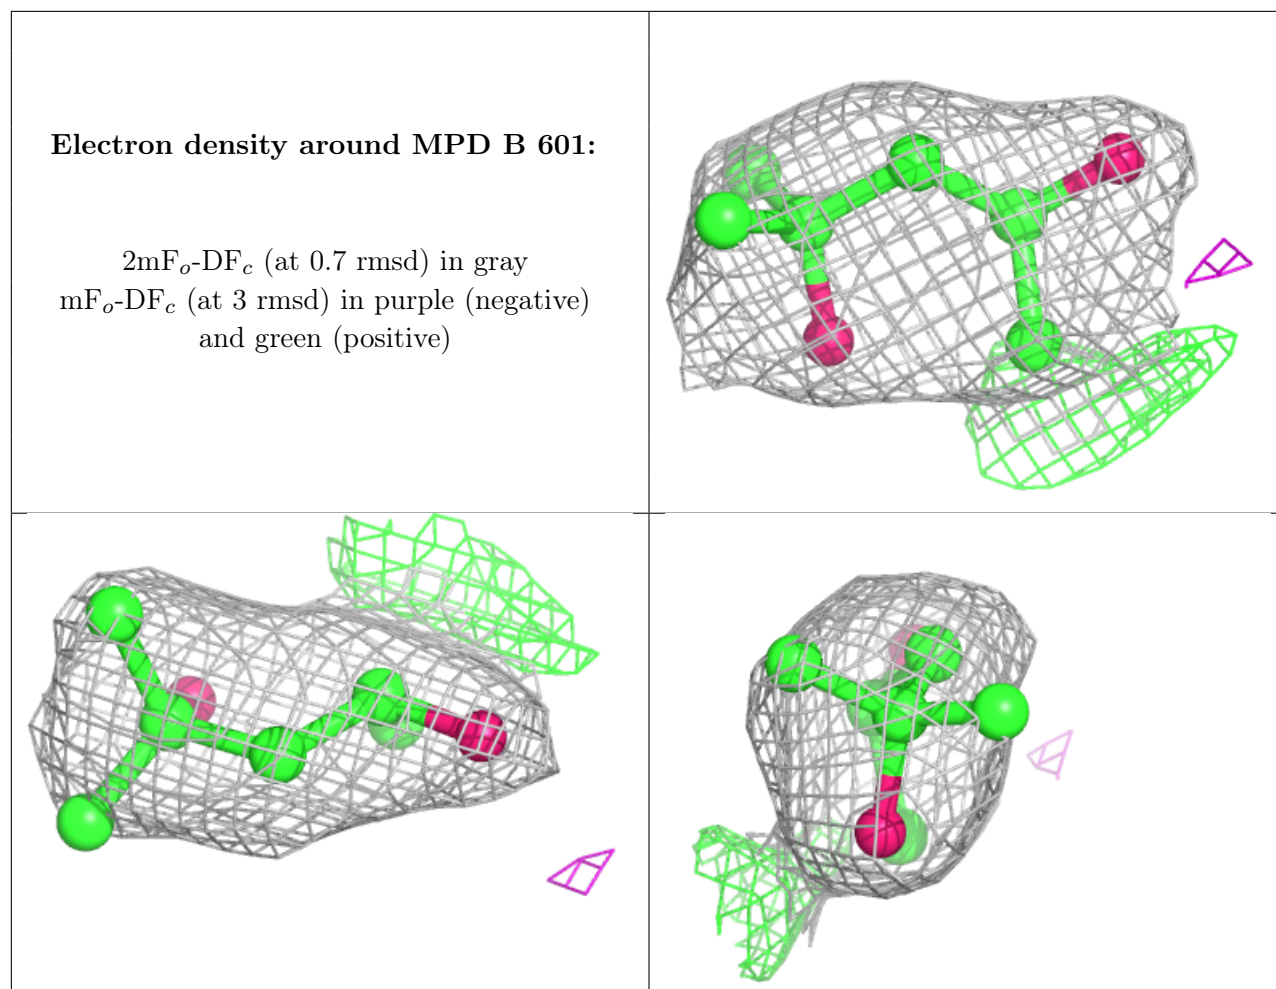 Electron density around MPD B 601:
2mFₒ-DF𝑐 (at 0.7 rmsd) in gray
mFₒ-DF𝑐 (at 3 rmsd) in purple (negative)
and green (positive)